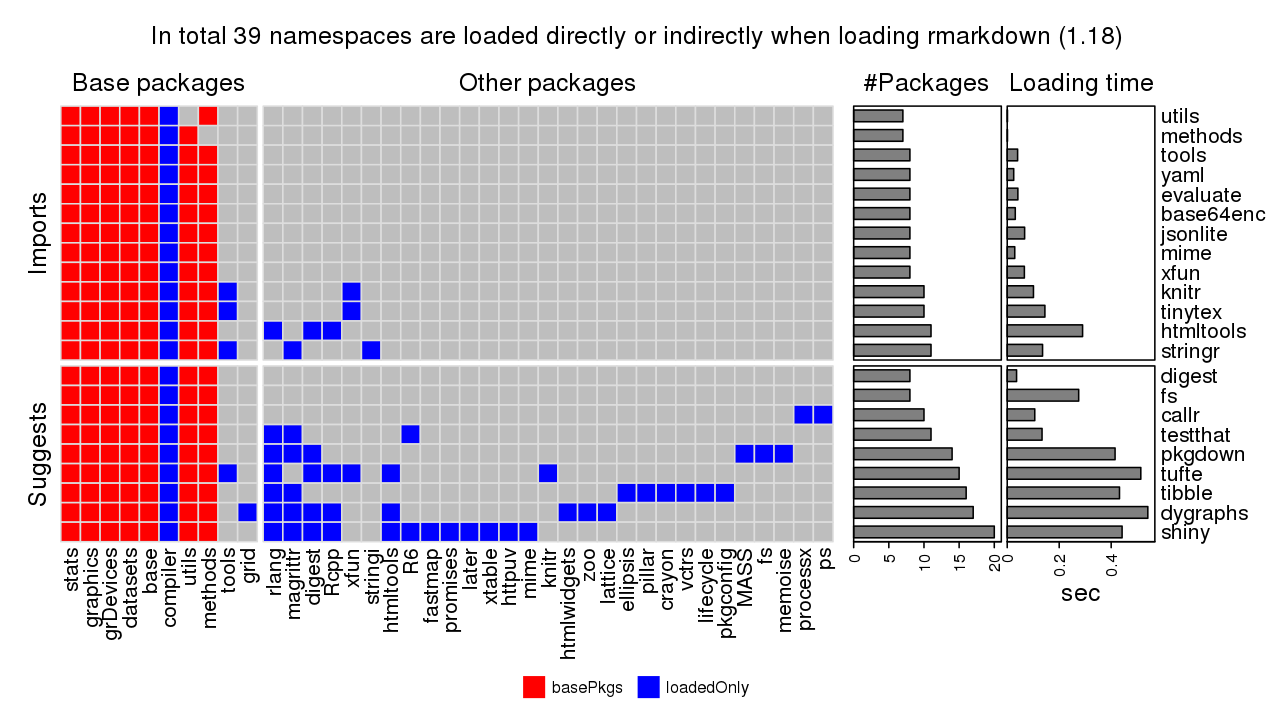 In total 39 namespaces are loaded directly or indirectly when loading rmarkdown (1.18)
Base packages
Other packages
#Packages
Loading time
Imports
utils
methods
tools
yaml
evaluate
base64enc
jsonlite
mime
xfun
knitr
tinytex
htmltools
stringr
Suggests
digest
fs
callr
testthat
pkgdown
tufte
tibble
dygraphs
shiny
stats
graphics
grDevices
datasets
base
compiler
utils
methods
tools
grid
rlang
magrittr
digest
Rcpp
xfun
stringi
htmltools
R6
fastmap
promises
later
xtable
httpuv
mime
knitr
htmlwidgets
zoo
lattice
ellipsis
pillar
crayon
vctrs
lifecycle
pkgconfig
MASS
fs
memoise
processx
ps
0 5 10 15 20
0 0.2 0.4
sec
basePkgs loadedOnly